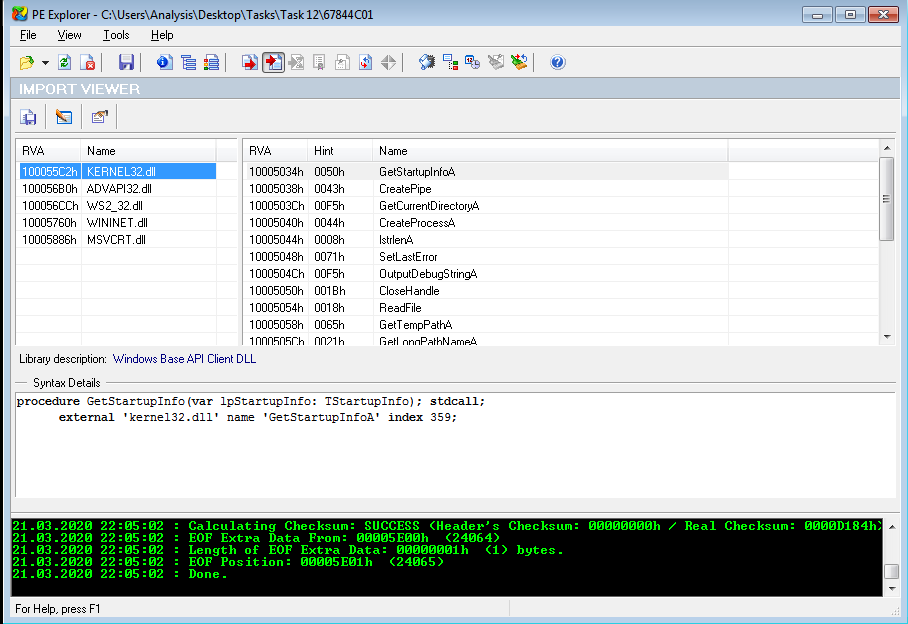 PE Explorer - C:\Users\Analysis\Desktop\Tasks\Task 12\67844C01
File View Tools Help
IMPORT VIEWER
RVA Name
100055C2h KERNEL32.dll
100056B0h ADVAPI32.dll
100056CCh WS2_32.dll
10005760h WININET.dll
10005886h MSVCRT.dll
RVA Hint Name
10005034h 0050h GetStartupInfoA
10005038h 0043h CreatePipe
1000503Ch 00F5h GetCurrentDirectoryA
10005040h 0044h CreateProcessA
10005044h 0008h lstrlenA
10005048h 0071h SetLastError
1000504Ch 00F5h OutputDebugStringA
10005050h 001Bh CloseHandle
10005054h 0018h ReadFile
10005058h 0065h GetTempPathA
1000505Ch 0021h GetLongPathNameA
Library description: Windows Base API Client DLL
Syntax Details
procedure GetStartupInfo(var lpStartupInfo: TStartupInfo); stdcall;
external 'kernel32.dll' name 'GetStartupInfoA' index 359;
21.03.2020 22:05:02 : Calculating Checksum: SUCCESS (Header's Checksum: 00000000h / Real Checksum: 0000D184h)
21.03.2020 22:05:02 : EOF Extra Data From: 00005E00h (24064)
21.03.2020 22:05:02 : Length of EOF Extra Data: 00000001h (1) bytes.
21.03.2020 22:05:02 : EOF Position: 00005E01h (24065)
21.03.2020 22:05:02 : Done.
For Help, press F1